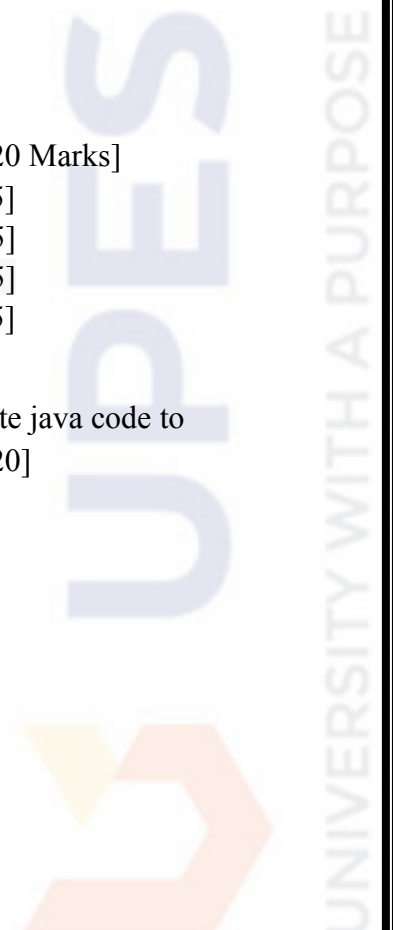 20 Marks]
5]
5]
5]
5]
te java code to
20]
UPES
UNIVERSITY WITH A PURPOSE